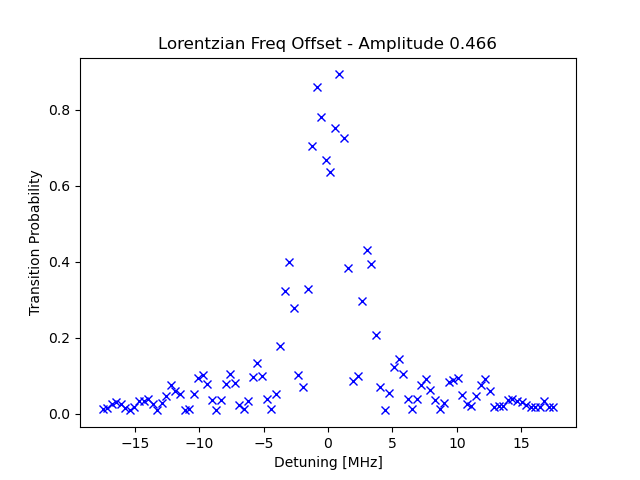 Lorentzian Freq Offset - Amplitude 0.466
Transition Probability
0.8
0.6
0.4
0.2
0.0
−15 −10 −5 0 5 10 15
Detuning [MHz]